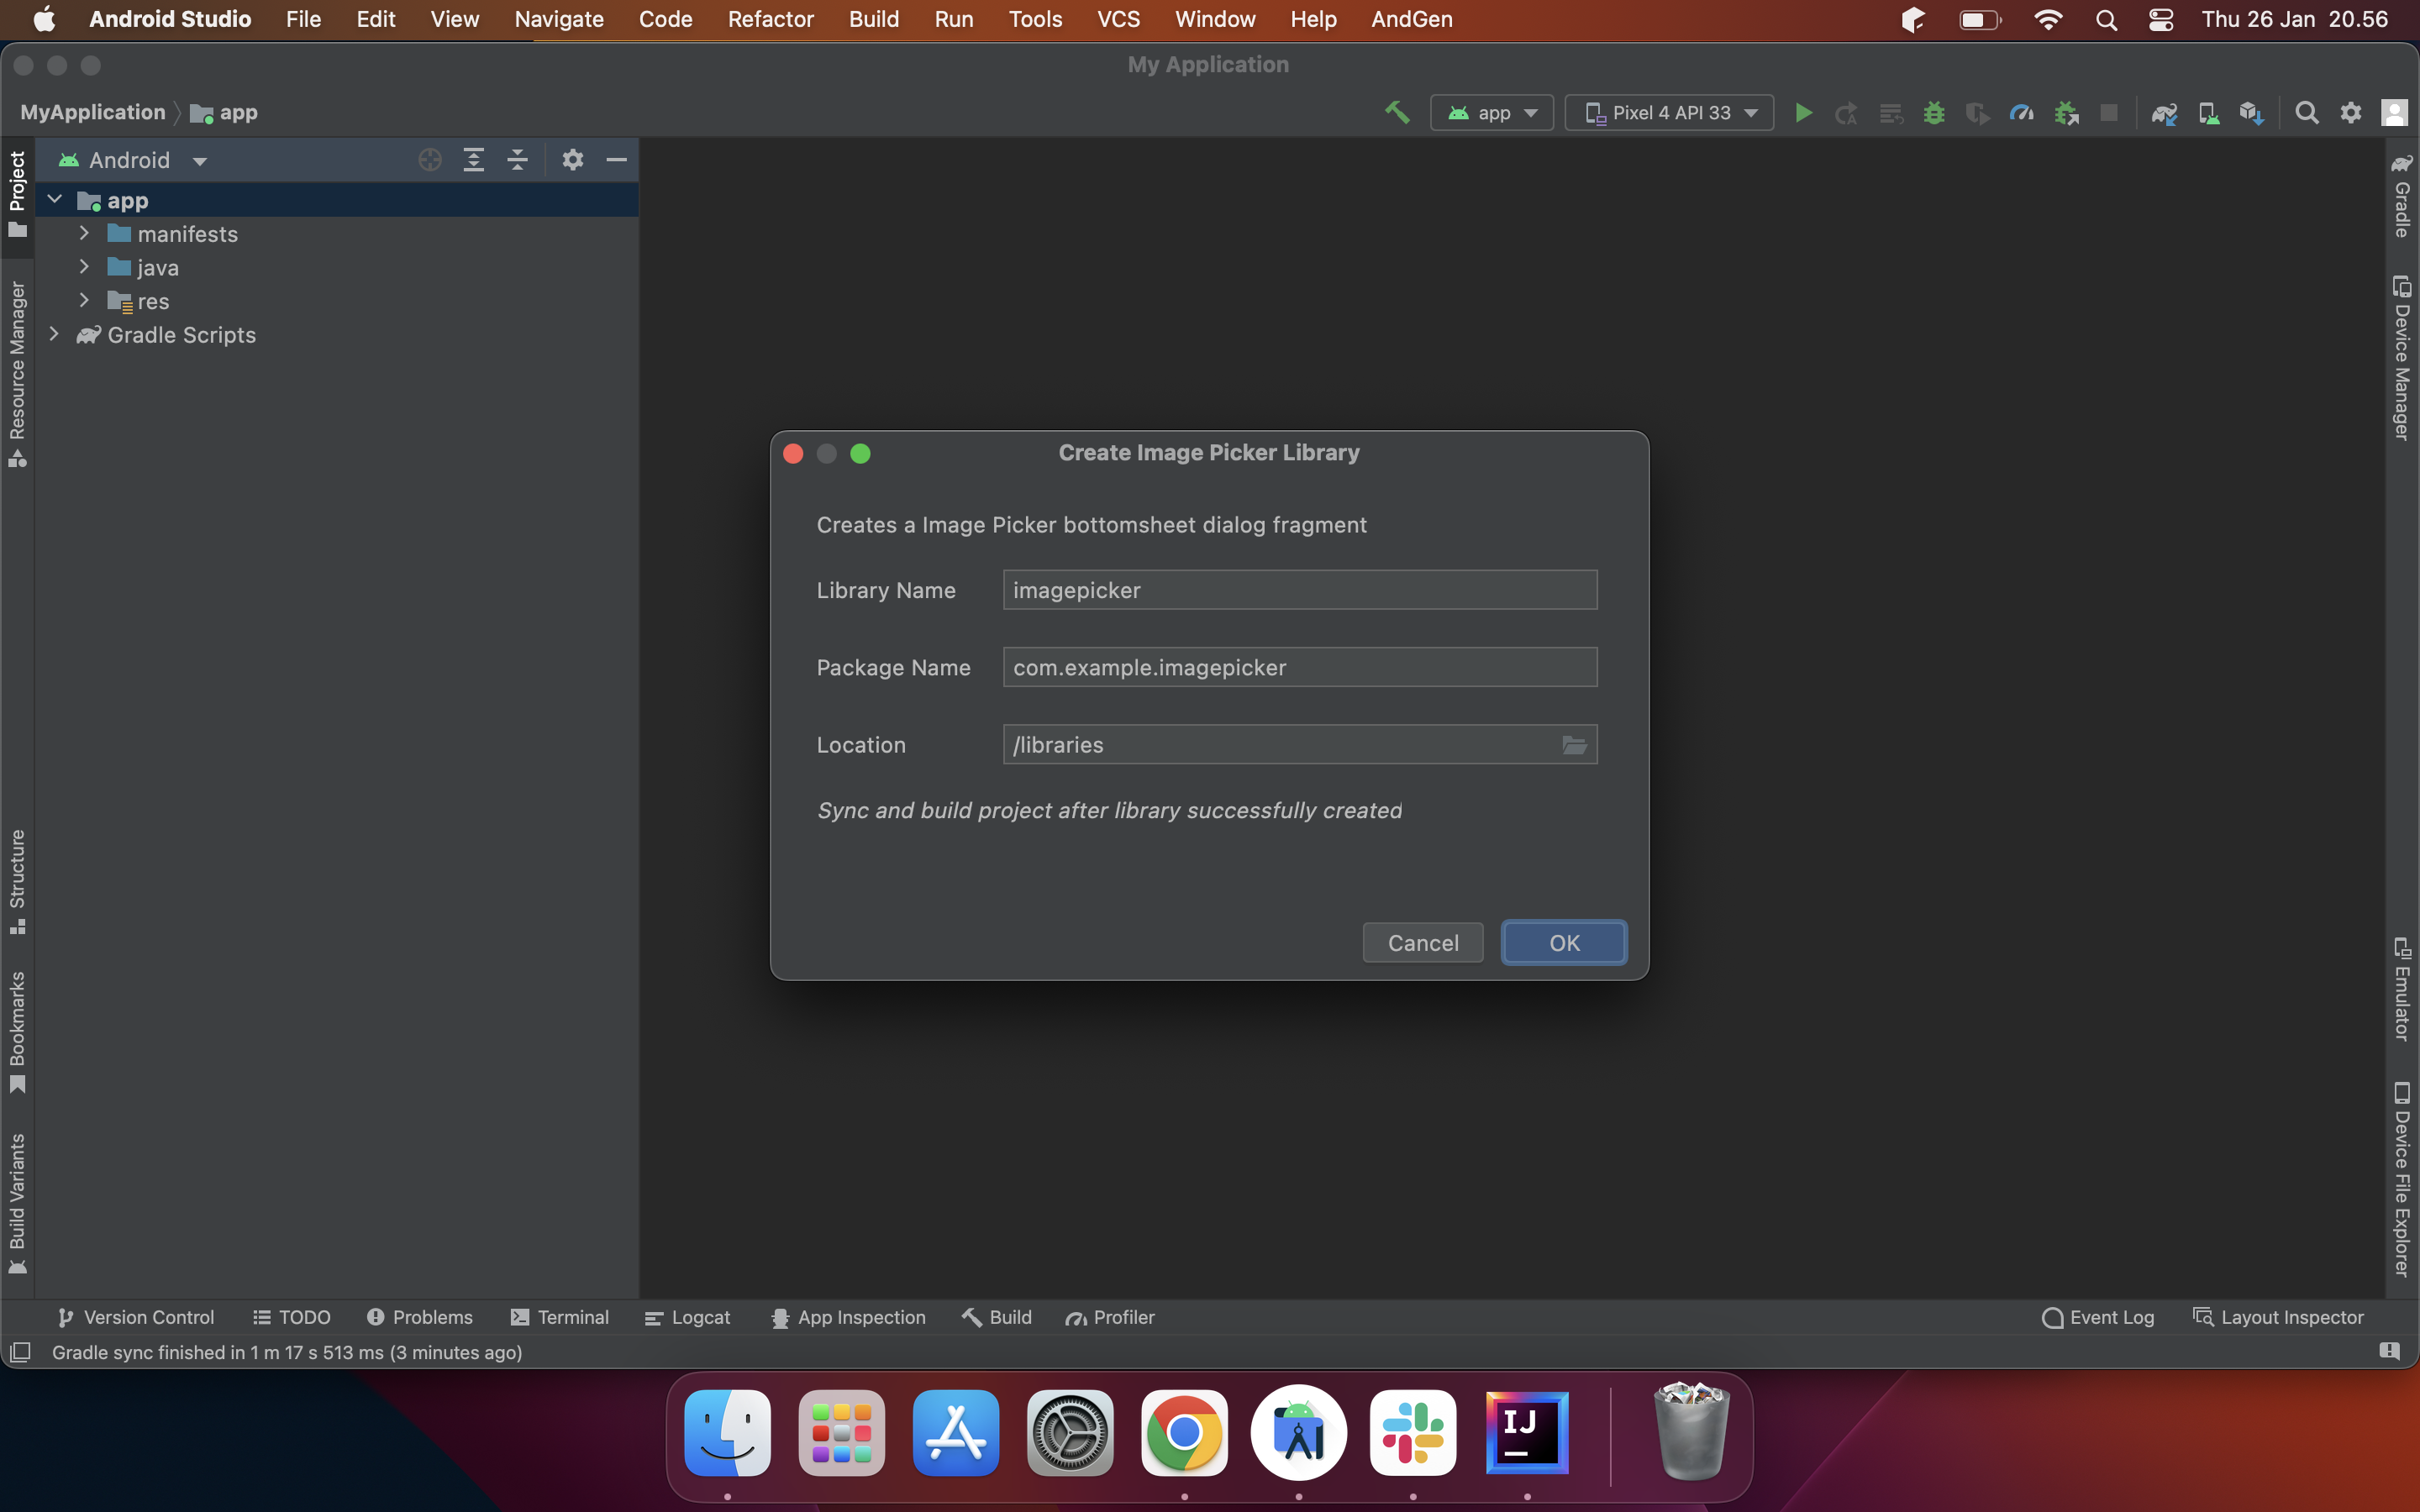 Android Studio File Edit View Navigate Code Refactor Build Run Tools VCS Window Help AndGen Thu 26 Jan 20.56
My Application
MyApplication app
app Pixel 4 API 33
Project
Resource Manager
Structure
Bookmarks
Build Variants
Android
app
manifests
java
res
Gradle Scripts
Create Image Picker Library
Creates a Image Picker bottomsheet dialog fragment
Library Name imagepicker
Package Name com.example.imagepicker
Location /libraries
Sync and build project after library successfully created
Cancel OK
Gradle
Device Manager
Emulator
Device File Explorer
Version Control TODO Problems Terminal Logcat App Inspection Build Profiler Event Log Layout Inspector
Gradle sync finished in 1 m 17 s 513 ms (3 minutes ago)
IJ